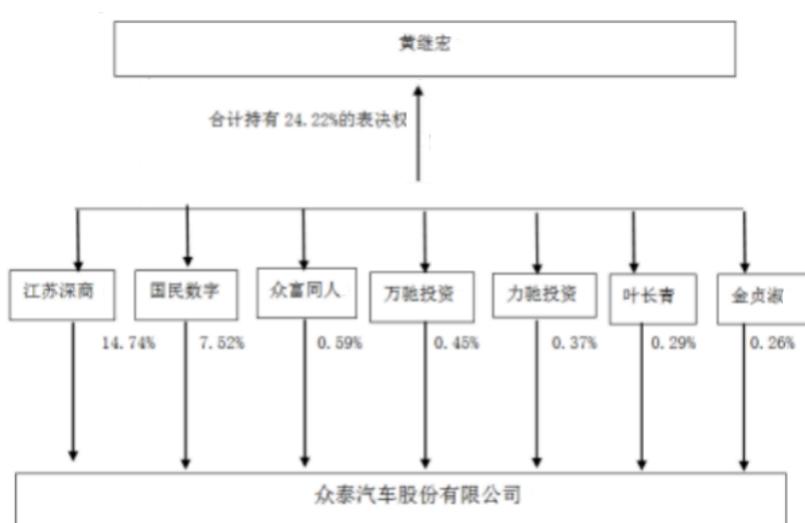 黄继宏
合计持有 24.22%的表决权
江苏深商
国民数字
众富同人
万驰投资
力驰投资
叶长青
金贞淑
14.74%
7.52%
0.59%
0.45%
0.37%
0.29%
0.26%
众泰汽车股份有限公司